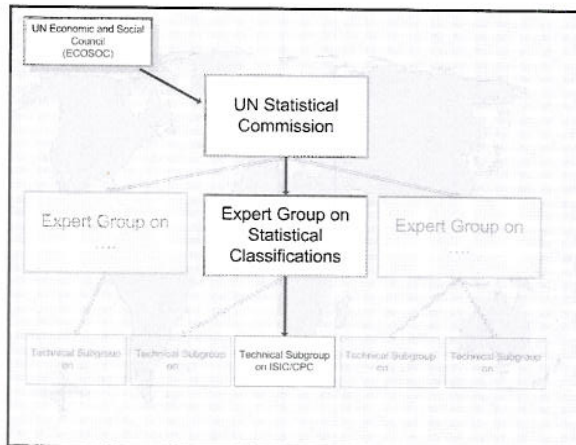 UN Economic and Social
Council
(ECOSOC)
UN Statistical
Commission
Expert Group on
....
Expert Group on
Statistical
Classifications
Expert Group on
....
Technical Subgroup
on
Technical Subgroup
on
Technical Subgroup
on ISIC/CPC
Technical Subgroup
on
Technical Subgroup
on